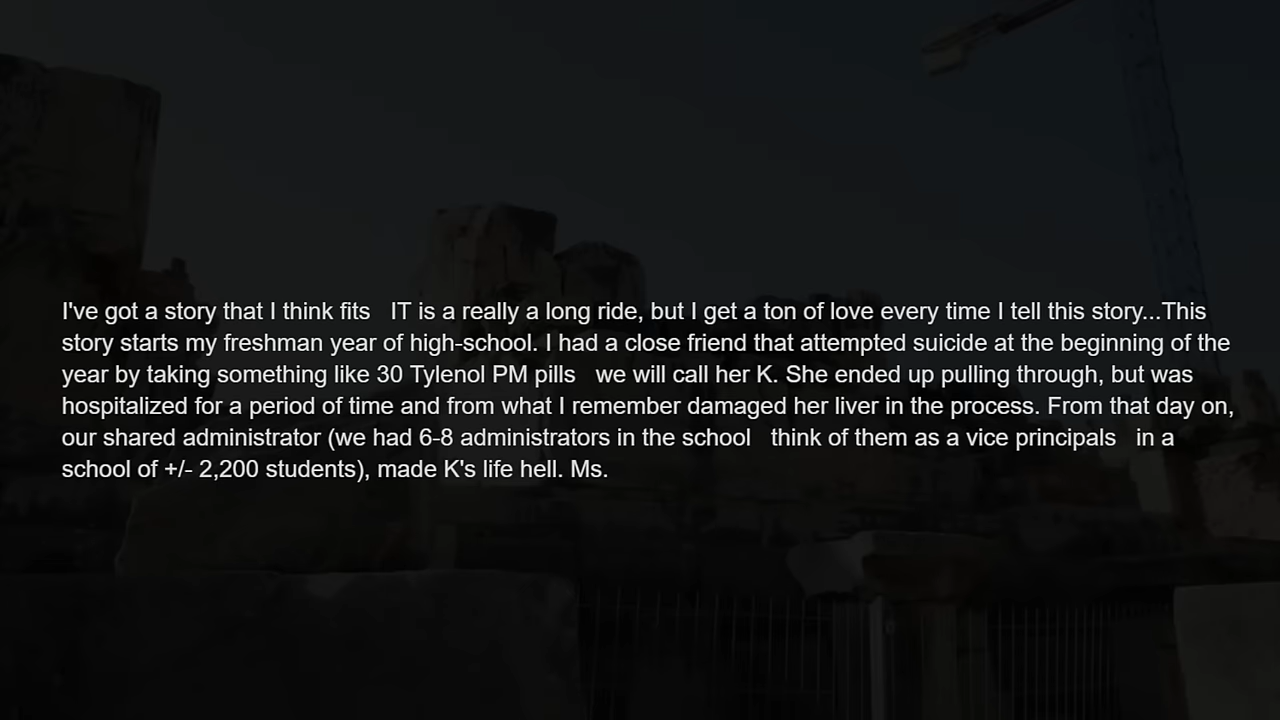 I've got a story that I think fits   IT is a really a long ride, but I get a ton of love every time I tell this story...This
story starts my freshman year of high-school. I had a close friend that attempted suicide at the beginning of the
year by taking something like 30 Tylenol PM pills   we will call her K. She ended up pulling through, but was
hospitalized for a period of time and from what I remember damaged her liver in the process. From that day on,
our shared administrator (we had 6-8 administrators in the school   think of them as a vice principals   in a
school of +/- 2,200 students), made K's life hell. Ms.